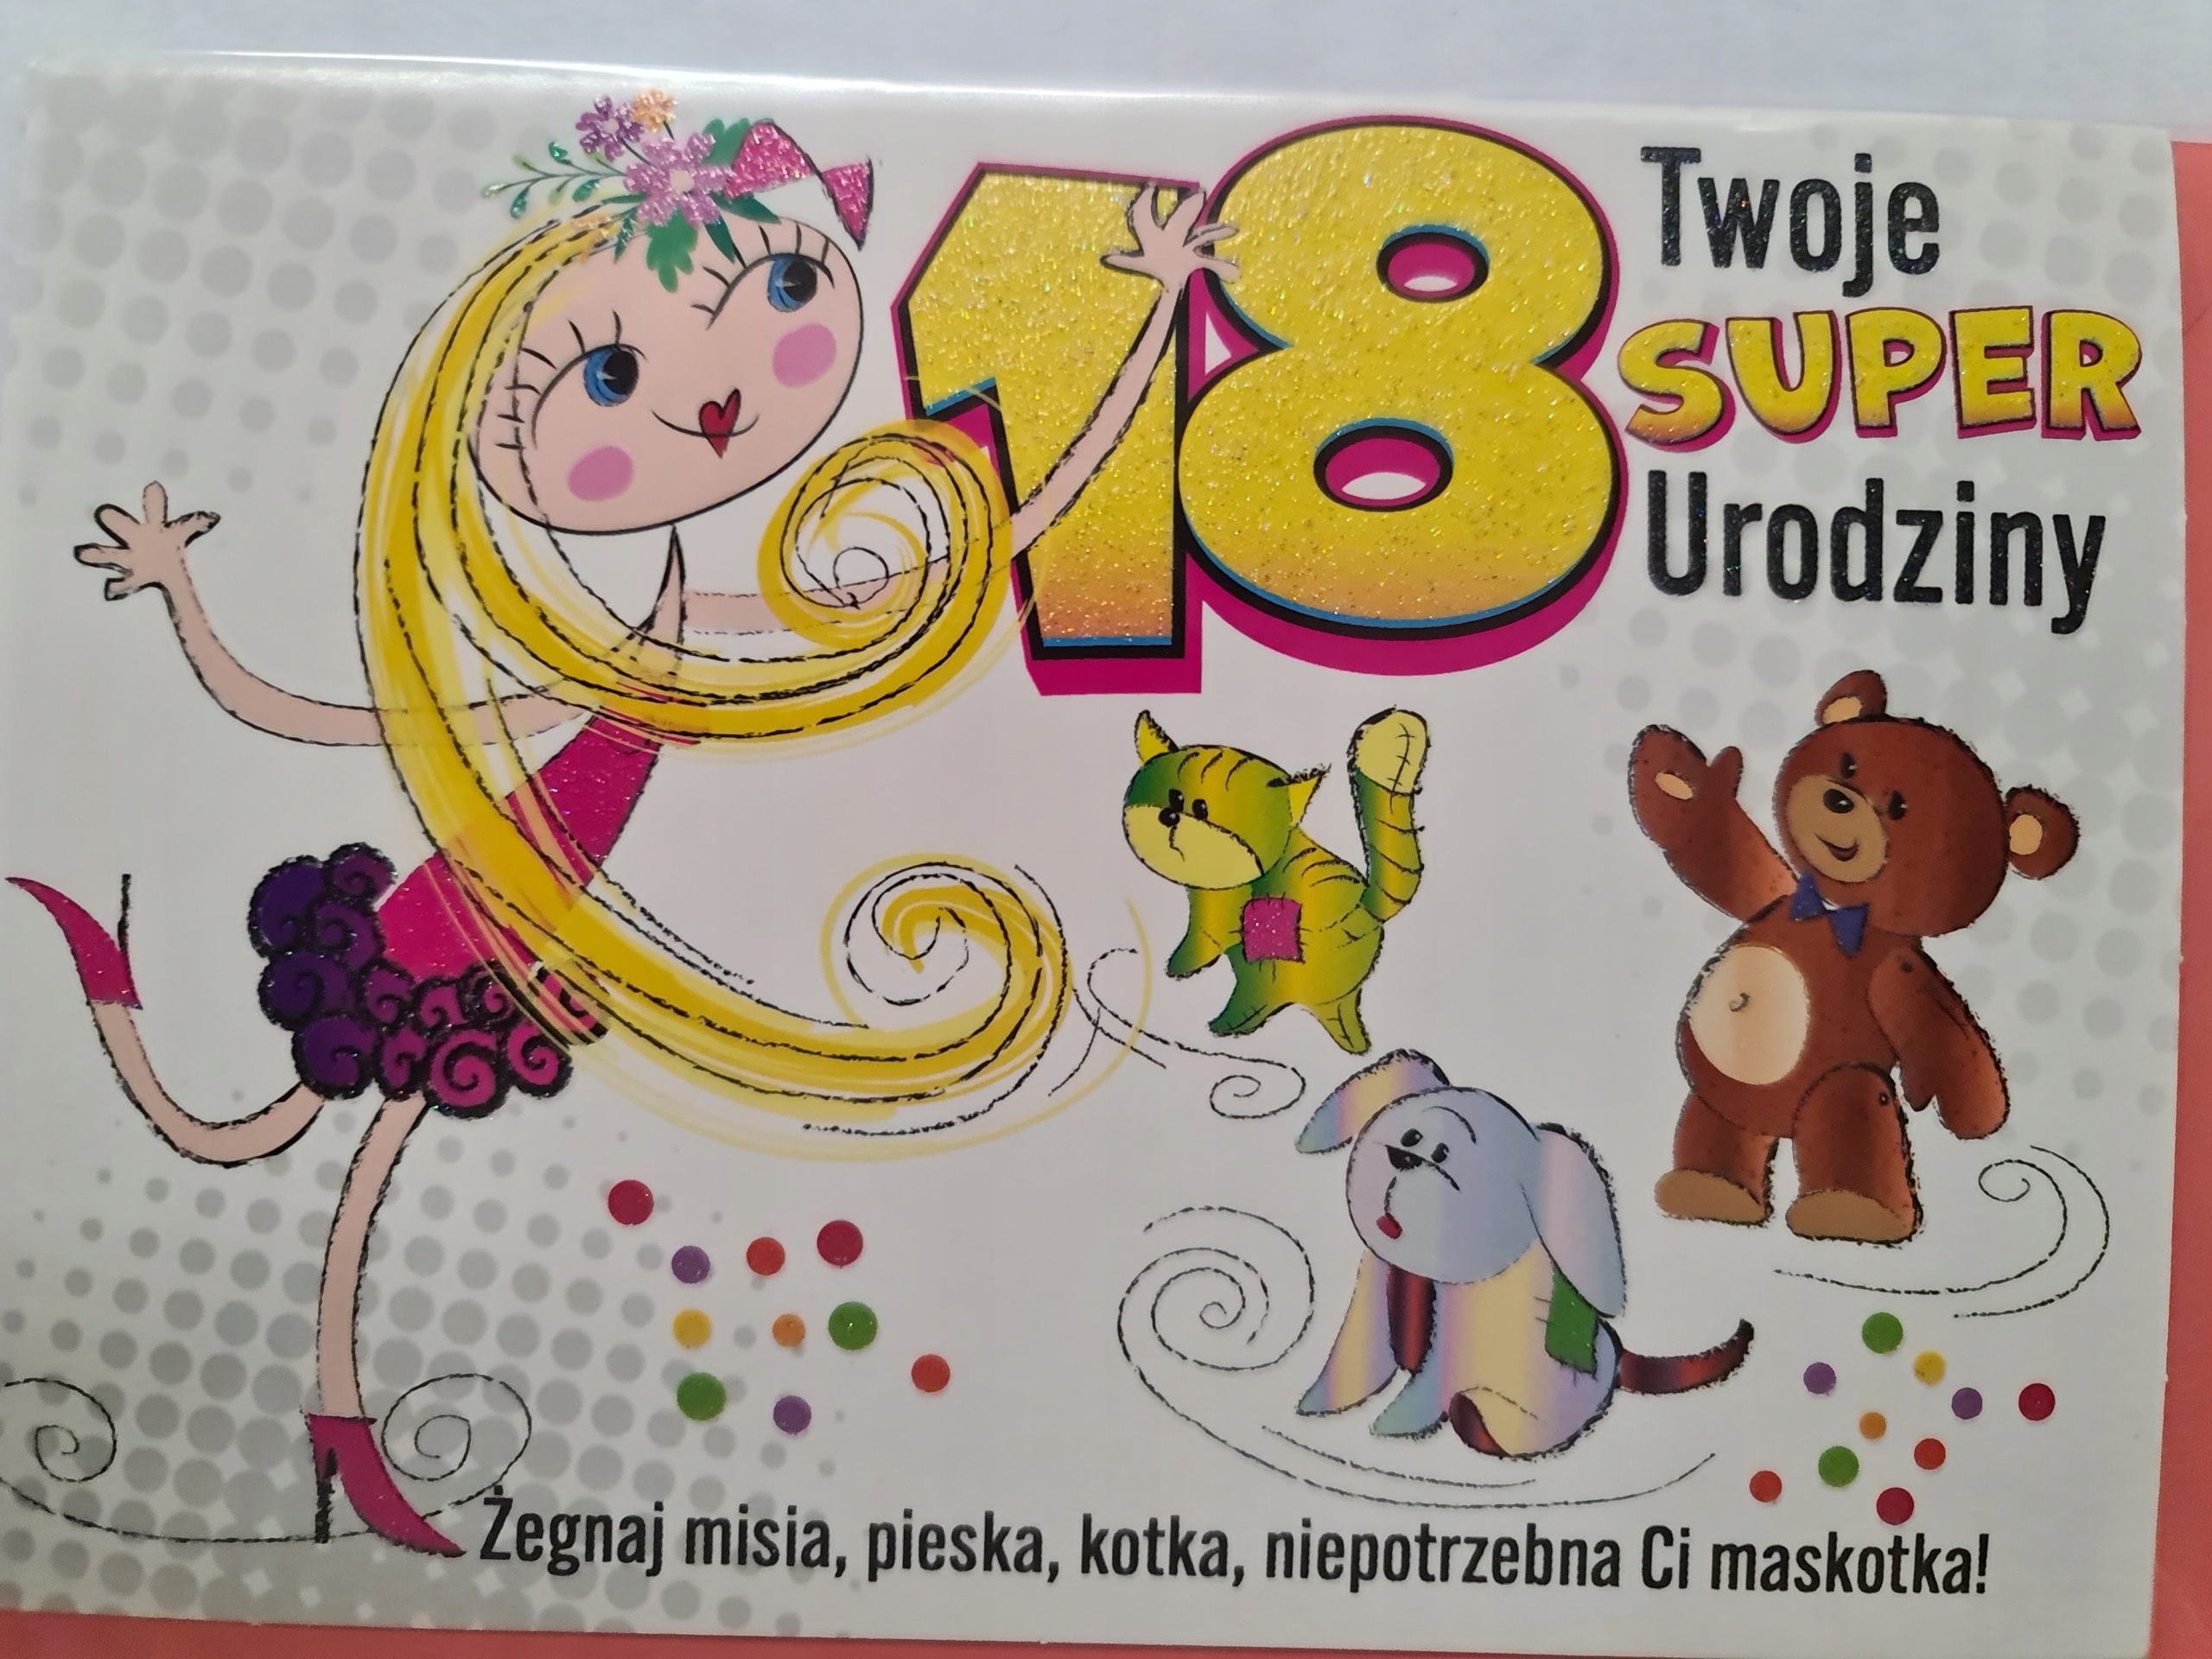 18
Twoje
SUPER
Urodziny
Żegnaj misia, pieska, kotka, niepotrzebna Ci maskotka!